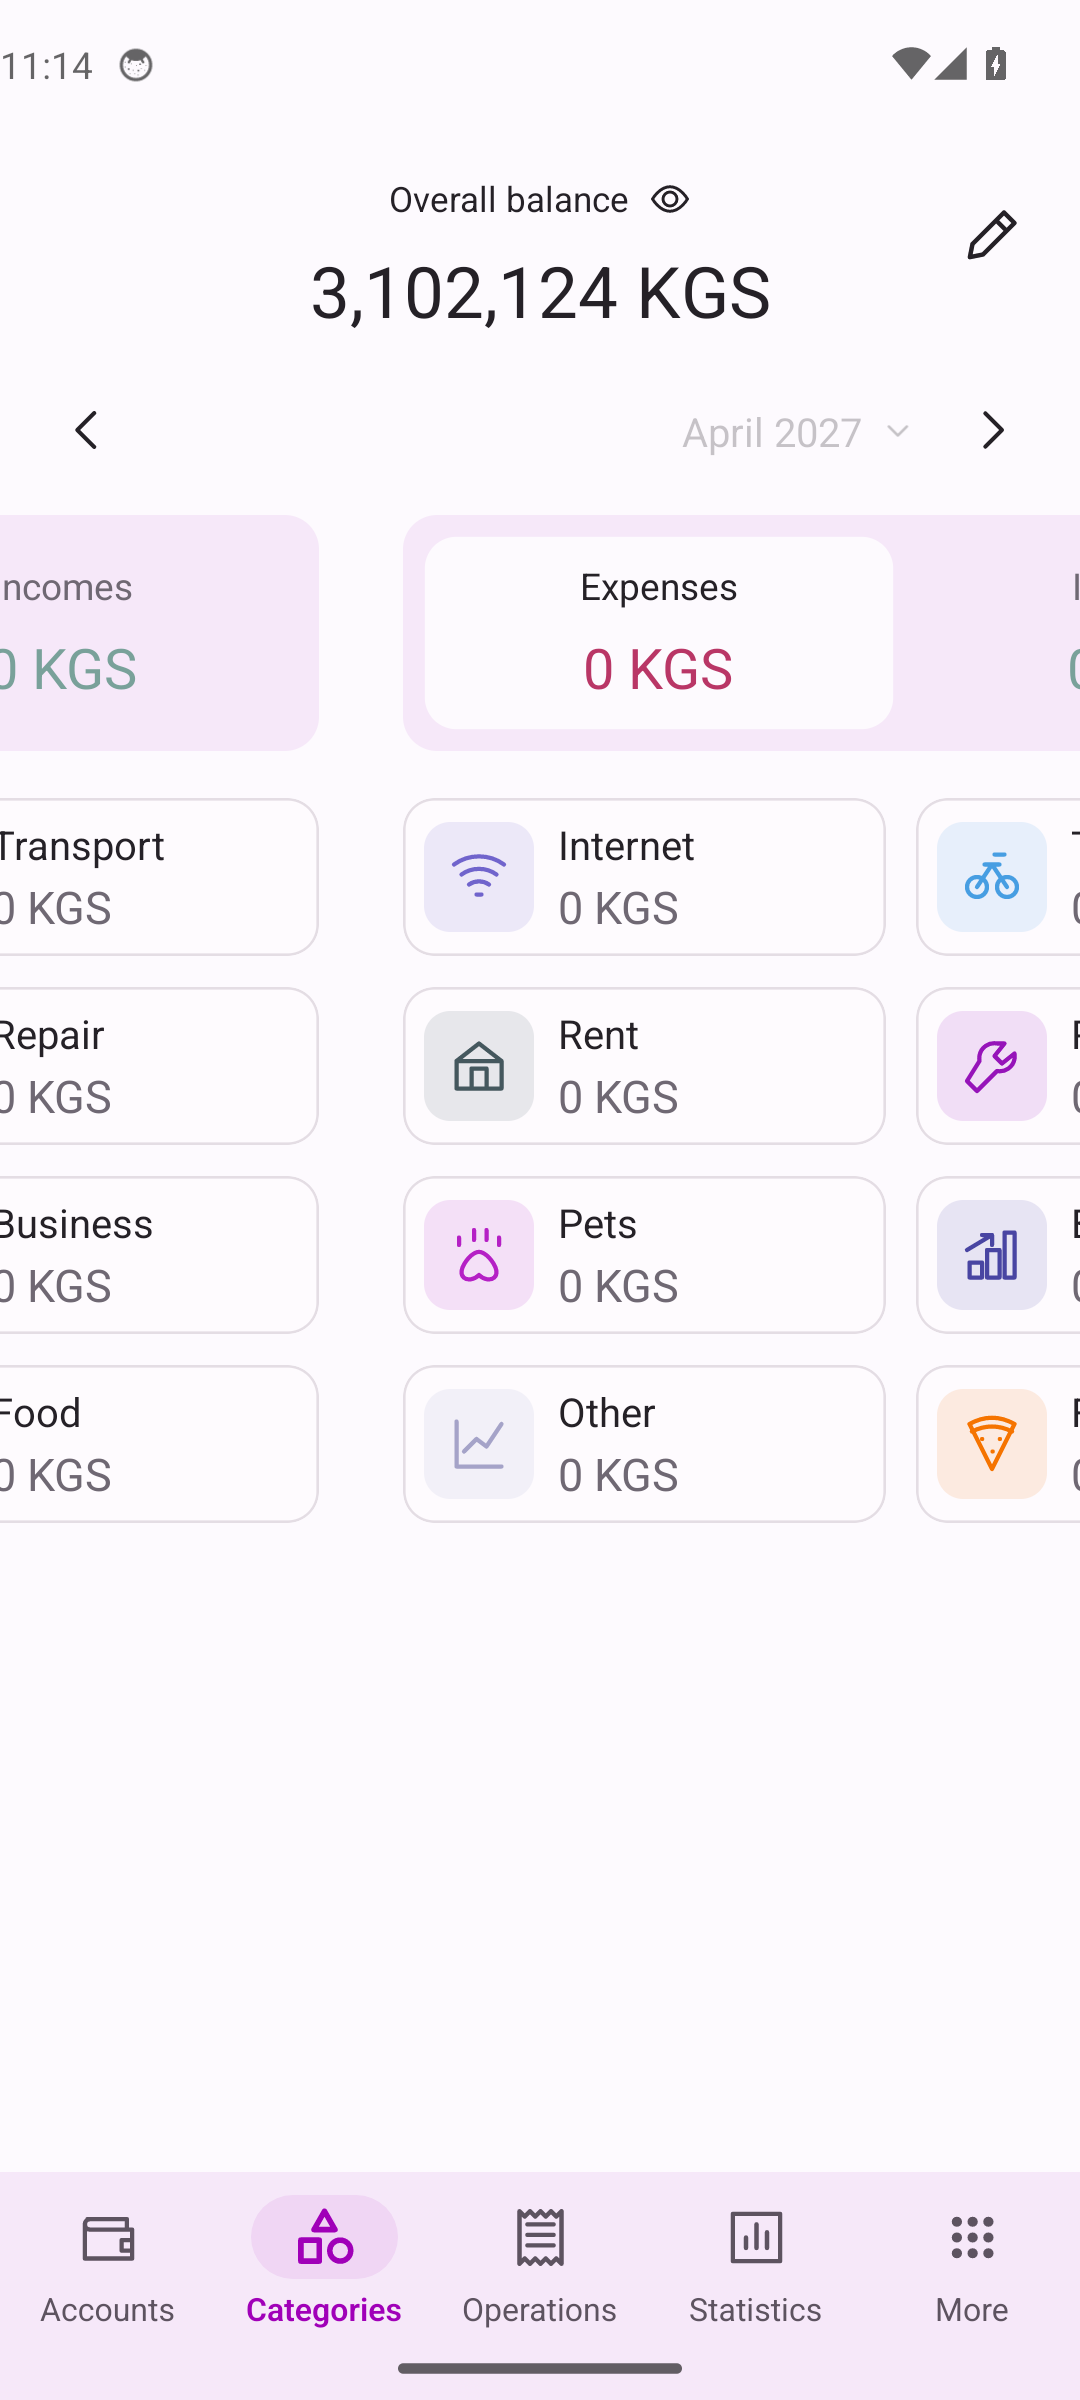 11:14
Overall balance
3,102,124 KGS
April 2027
ncomes
0 KGS
Expenses
0 KGS
Transport
0 KGS
Internet
0 KGS
Repair
0 KGS
Rent
0 KGS
Business
0 KGS
Pets
0 KGS
Food
0 KGS
Other
0 KGS
Accounts
Categories
Operations
Statistics
More